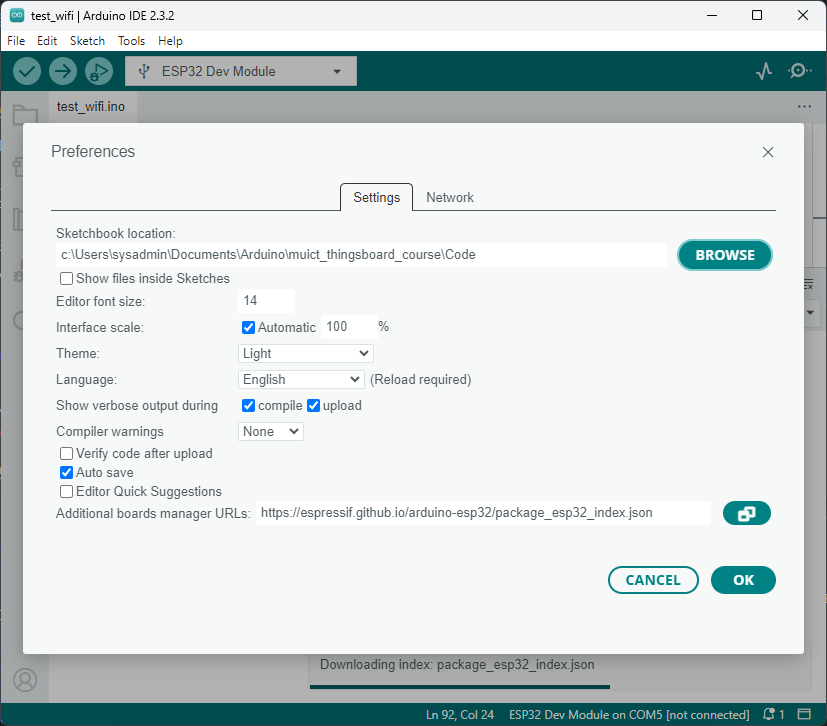 test_wifi | Arduino IDE 2.3.2
File Edit Sketch Tools Help
ESP32 Dev Module
test_wifi.ino
Preferences
Settings Network
Sketchbook location:
c:\Users\sysadmin\Documents\Arduino\muict_thingsboard_course\Code
BROWSE
Show files inside Sketches
Editor font size: 14
Interface scale: Automatic 100 %
Theme: Light
Language: English (Reload required)
Show verbose output during compile upload
Compiler warnings None
Verify code after upload
Auto save
Editor Quick Suggestions
Additional boards manager URLs: https://espressif.github.io/arduino-esp32/package_esp32_index.json
CANCEL OK
Downloading index: package_esp32_index.json
Ln 92, Col 24 ESP32 Dev Module on COM5 [not connected] 1